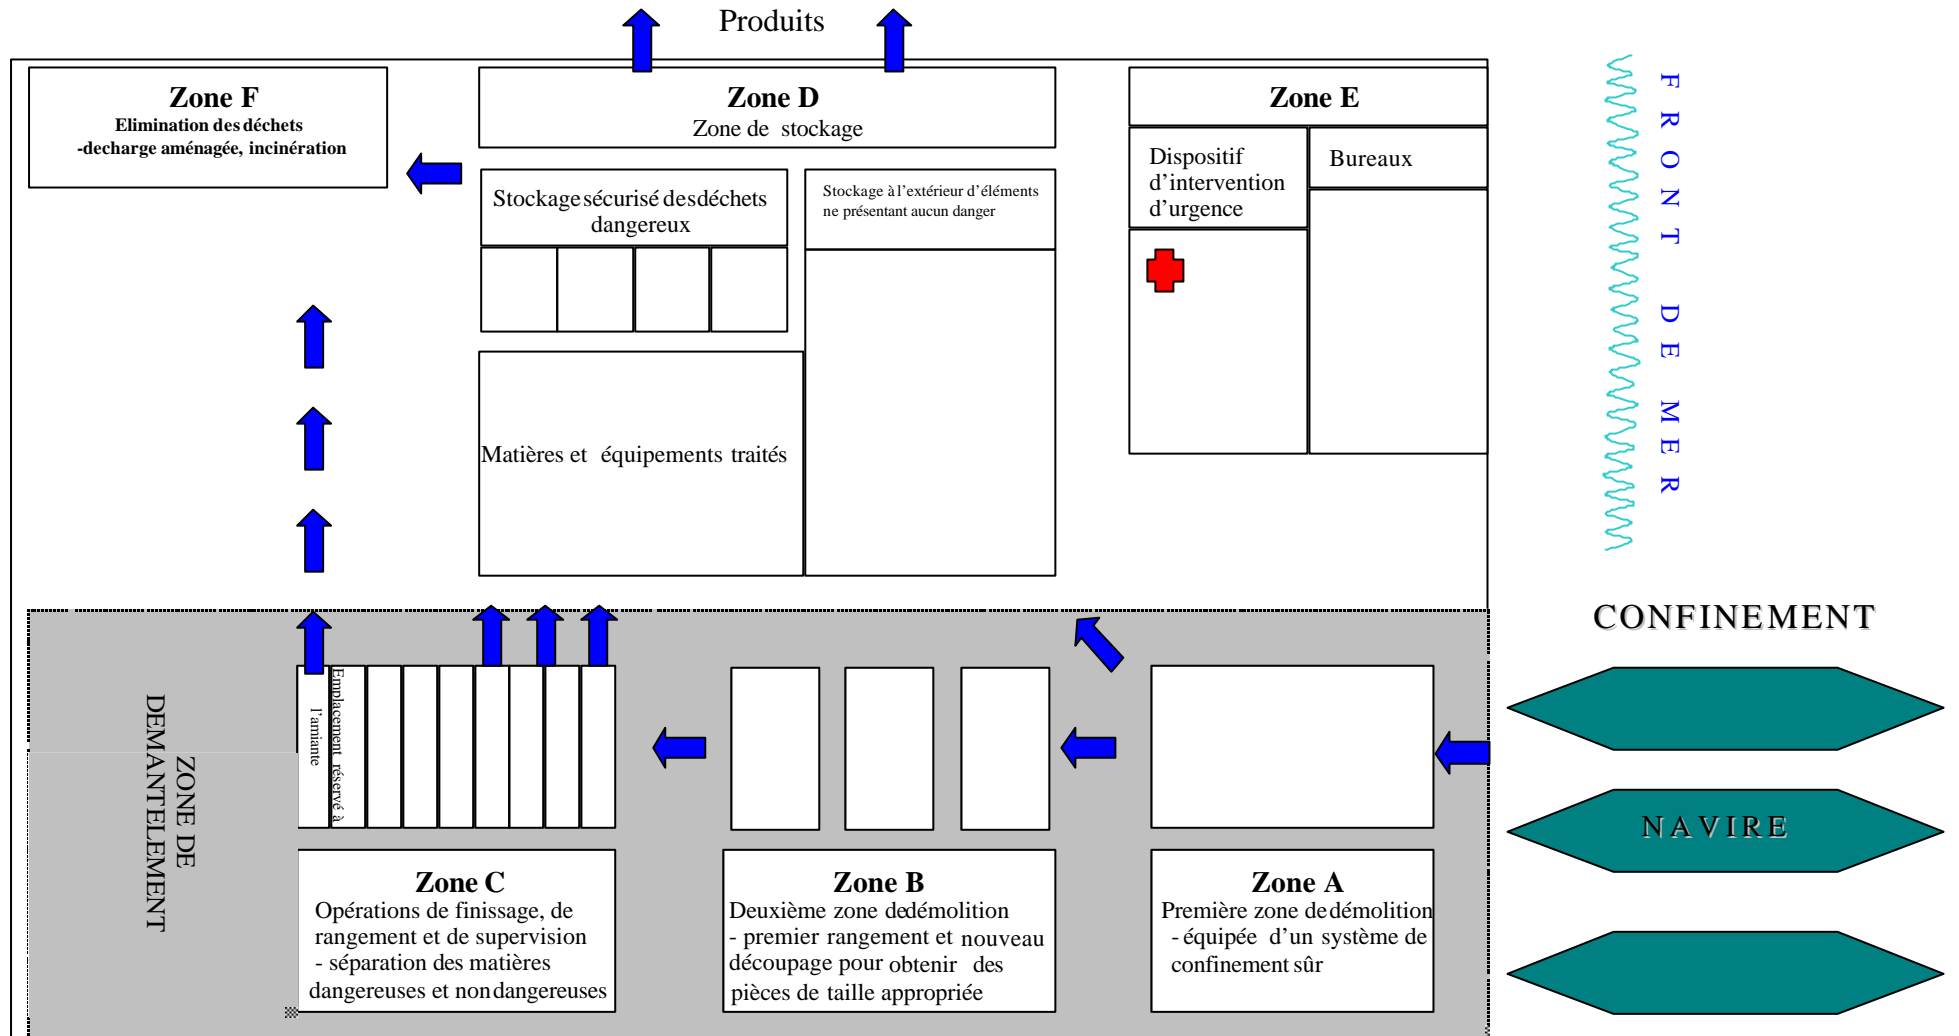 Produits
Zone F
Elimination des déchets
-decharge aménagée, incinération
Zone D
Zone de stockage
Zone E
Dispositif
d'intervention
d'urgence
Bureaux
Stockage sécurisé des déchets
dangereux
Stockage à l'extérieur d'éléments
ne présentant aucun danger
Matières et équipements traités
FRONT DE MER
CONFINEMENT
NAVIRE
ZONE DE
DEMANTELEMENT
Emplacement réservé à
l'amiante
Zone C
Opérations de finissage, de
rangement et de supervision
- séparation des matières
dangereuses et non dangereuses
Zone B
Deuxième zone de démolition
- premier rangement et nouveau
découpage pour obtenir des
pièces de taille appropriée
Zone A
Première zone de démolition
- équipée d'un système de
confinement sûr